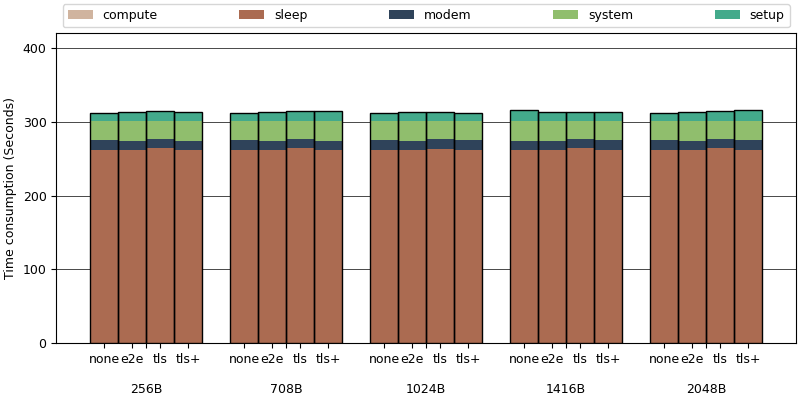 compute sleep modem system setup
Time consumption (Seconds)
400
300
200
100
0
none e2e tls tls+ none e2e tls tls+ none e2e tls tls+ none e2e tls tls+ none e2e tls tls+
256B 708B 1024B 1416B 2048B